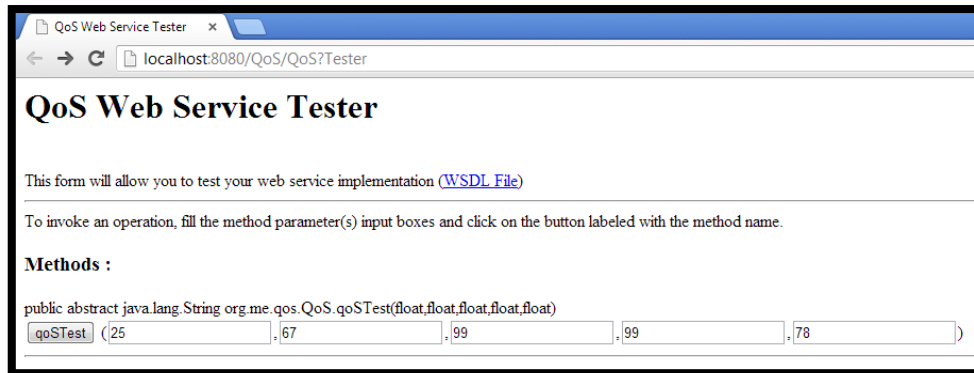 QoS Web Service Tester ×
localhost:8080/QoS/QoS?Tester
QoS Web Service Tester
This form will allow you to test your web service implementation (WSDL File)
To invoke an operation, fill the method parameter(s) input boxes and click on the button labeled with the method name.
Methods :
public abstract java.lang.String org.me.qos.QoS.qoSTest(float,float,float,float,float)
qoSTest (25 ,67 ,99 ,99 ,78 )